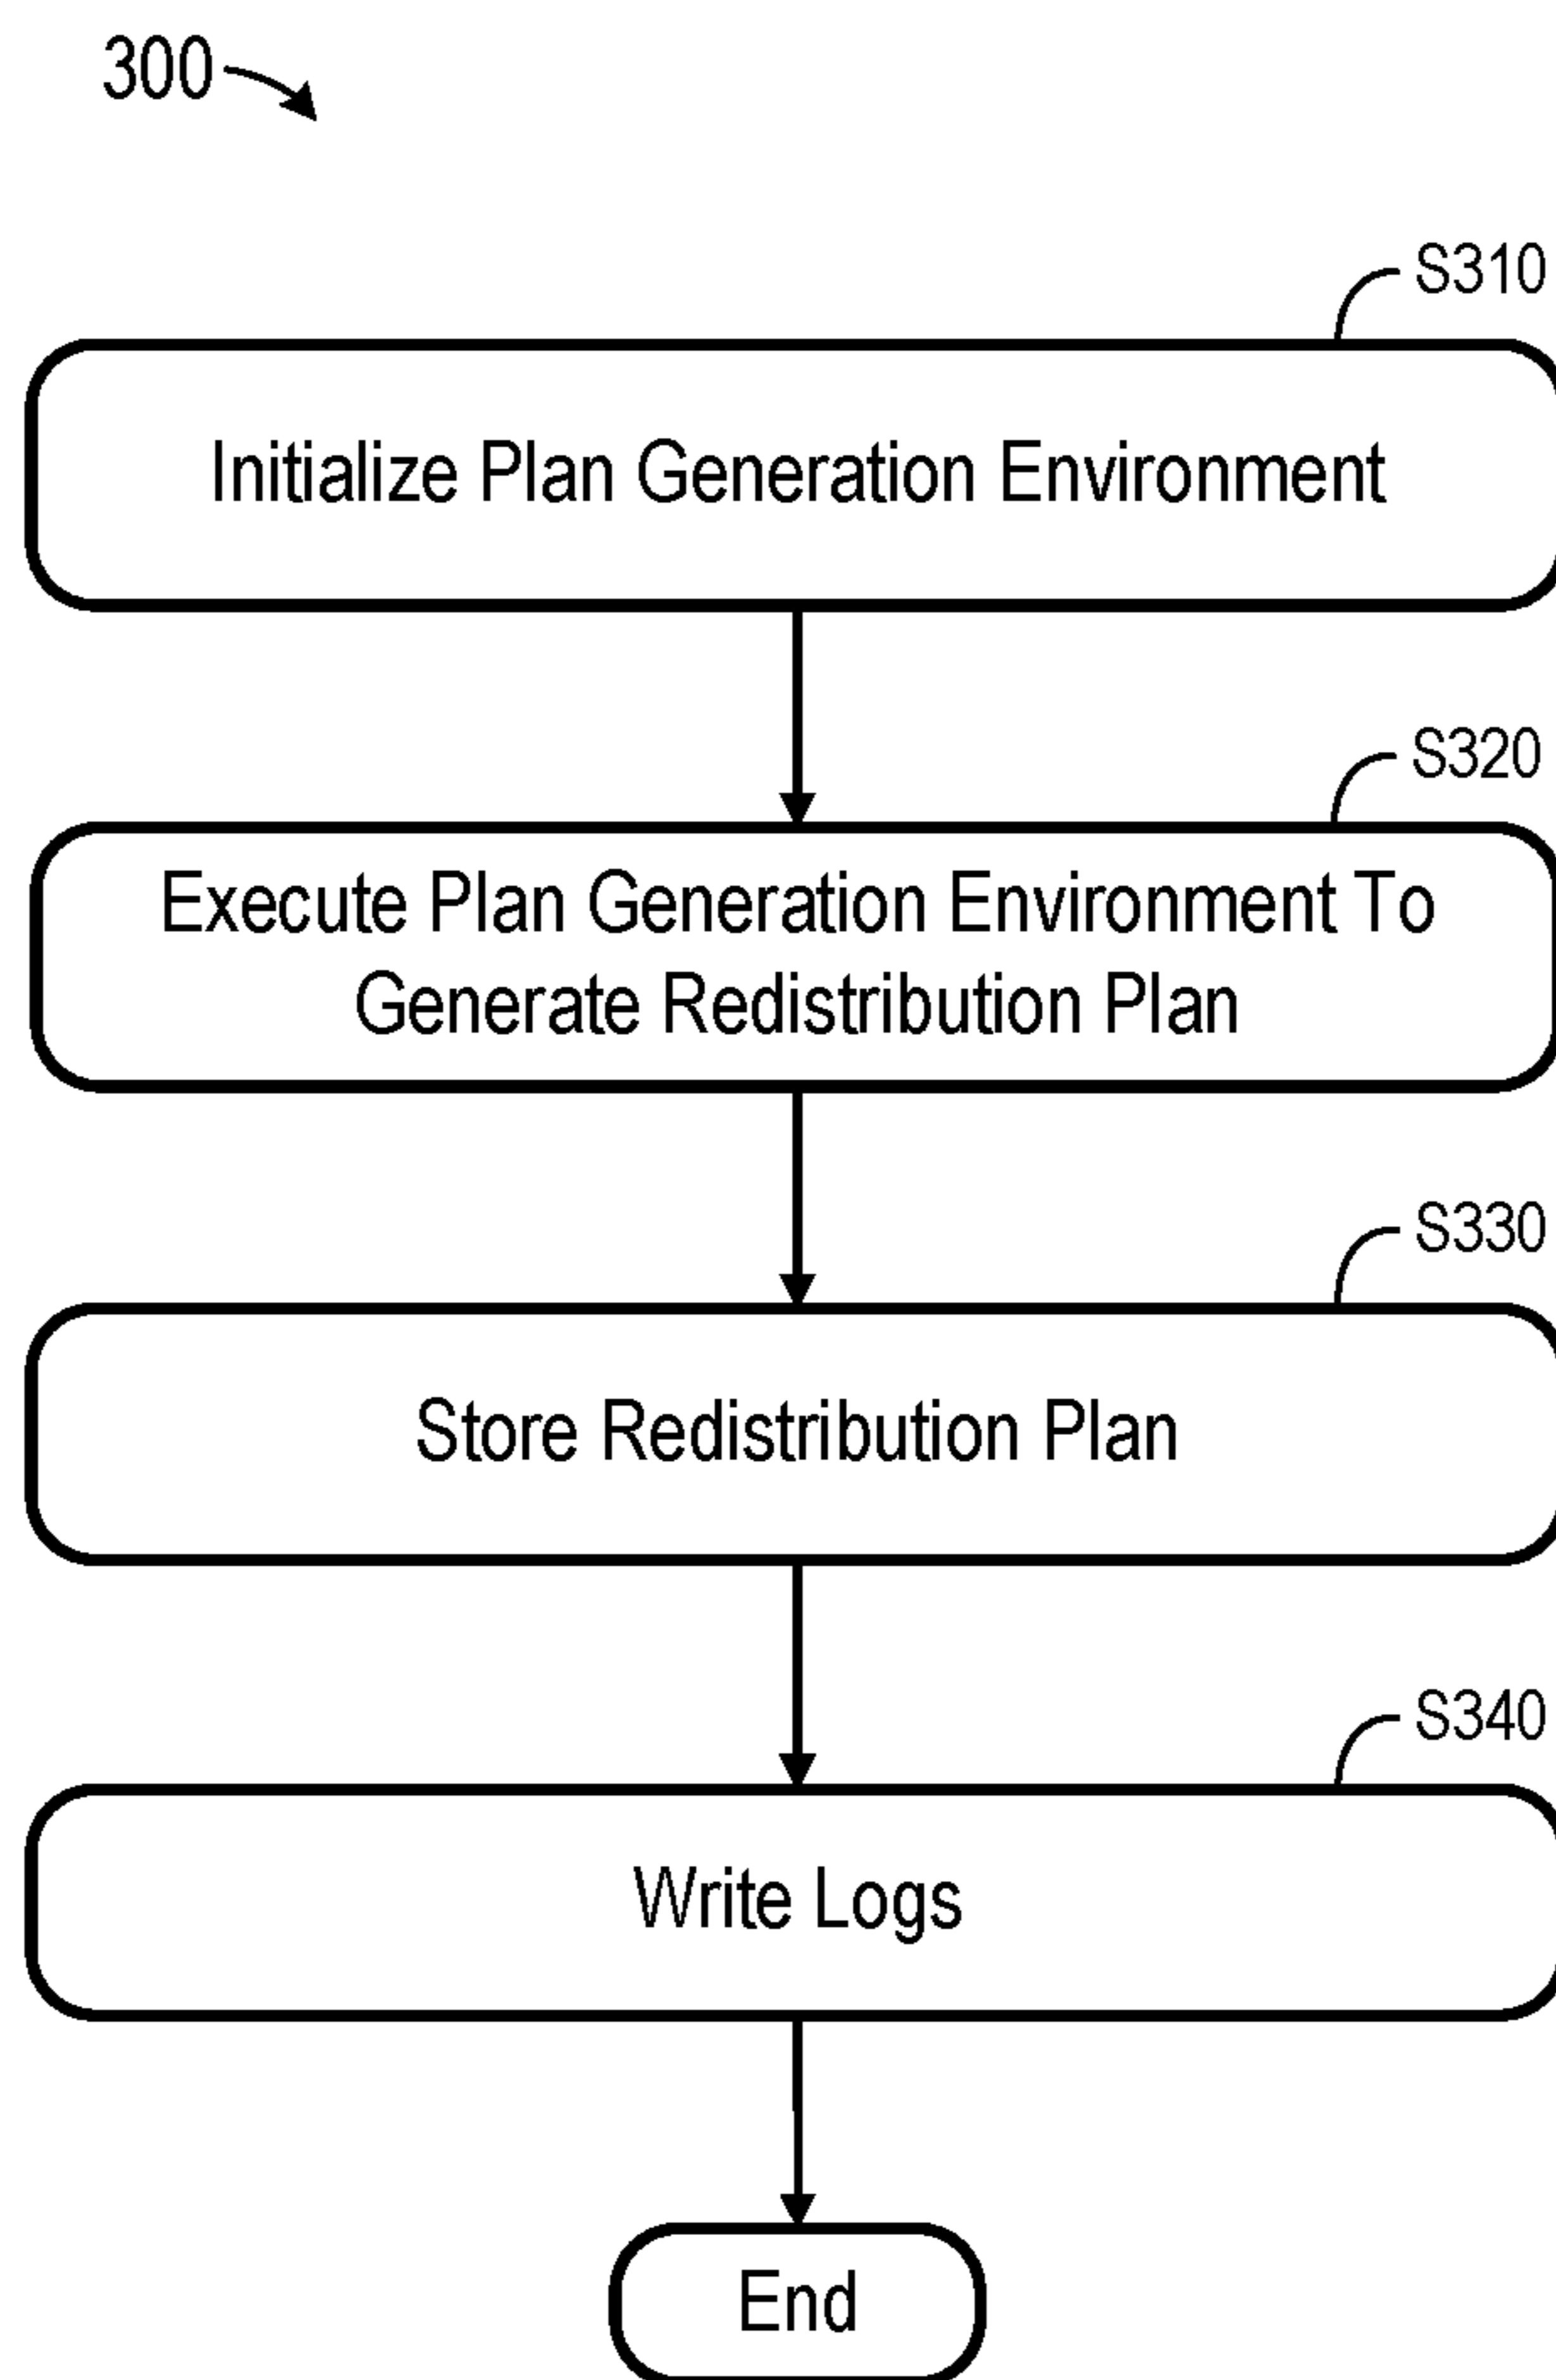 300
S310
Initialize Plan Generation Environment
S320
Execute Plan Generation Environment To
Generate Redistribution Plan
S330
Store Redistribution Plan
S340
Write Logs
End